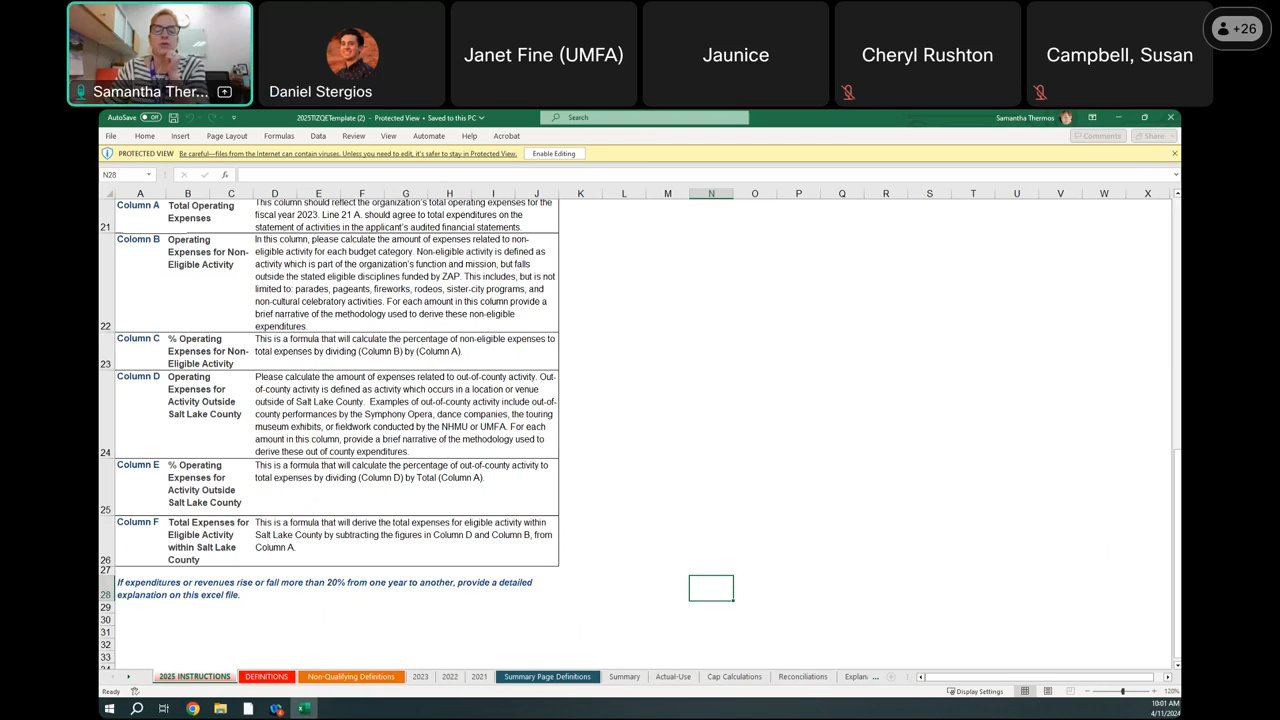 Samantha Ther...
Daniel Stergios
Janet Fine (UMFA)
Jaunice
Cheryl Rushton
Campbell, Susan
+26
AutoSave Off
2025TIZQETemplate (2) - Protected View • Saved to this PC
Search
Samantha Thermos
File Home Insert Page Layout Formulas Data Review View Automate Help Acrobat
Comments Share
PROTECTED VIEW Be careful—files from the Internet can contain viruses. Unless you need to edit, it's safer to stay in Protected View. Enable Editing
N28
fx
A B C D E F G H I J K L M N O P Q R S T U V W X
Column A Total Operating Expenses
This column should reflect the organization's total operating expenses for the
fiscal year 2023. Line 21 A. should agree to total expenditures on the
statement of activities in the applicant's audited financial statements.
21
Colomn B Operating
Expenses for Non-
Eligible Activity
In this column, please calculate the amount of expenses related to non-
eligible activity for each budget category. Non-eligible activity is defined as
activity which is part of the organization's function and mission, but falls
outside the stated eligible disciplines funded by ZAP. This includes, but is not
limited to: parades, pageants, fireworks, rodeos, sister-city programs, and
non-cultural celebratory activities. For each amount in this column provide a
brief narrative of the methodology used to derive these non-eligible
expenditures.
22
Column C % Operating
Expenses for Non-
Eligible Activity
This is a formula that will calculate the percentage of non-eligible expenses to
total expenses by dividing (Column B) by (Column A).
23
Column D Operating
Expenses for
Activity Outside
Salt Lake County
Please calculate the amount of expenses related to out-of-county activity. Out-
of-county activity is defined as activity which occurs in a location or venue
outside of Salt Lake County. Examples of out-of-county activity include out-of-
county performances by the Symphony Opera, dance companies, the touring
museum exhibits, or fieldwork conducted by the NHMU or UMFA. For each
amount in this column, provide a brief narrative of the methodology used to
derive these out of county expenditures.
24
Column E % Operating
Expenses for
Activity Outside
Salt Lake County
This is a formula that will calculate the percentage of out-of-county activity to
total expenses by dividing (Column D) by Total (Column A).
25
Column F Total Expenses for
Eligible Activity
within Salt Lake
County
This is a formula that will derive the total expenses for eligible activity within
Salt Lake County by subtracting the figures in Column D and Column B, from
Column A.
26
27
If expenditures or revenues rise or fall more than 20% from one year to another, provide a detailed
explanation on this excel file.
28
29
30
31
32
33
2025 INSTRUCTIONS DEFINITIONS Non-Qualifying Definitions 2023 2022 2021 Summary Page Definitions Summary Actual-Use Cap Calculations Reconciliations Explan ...
Ready
Display Settings
120%
10:01 AM
4/11/2024